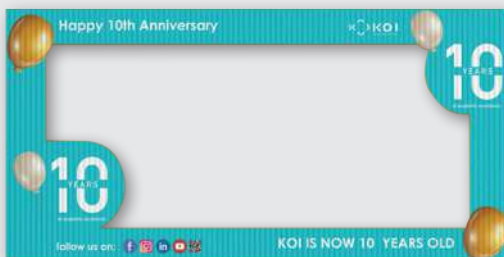 Happy 10th Anniversary
KOI
10
YEARS
10
YEARS
follow us on:
KOI IS NOW 10 YEARS OLD